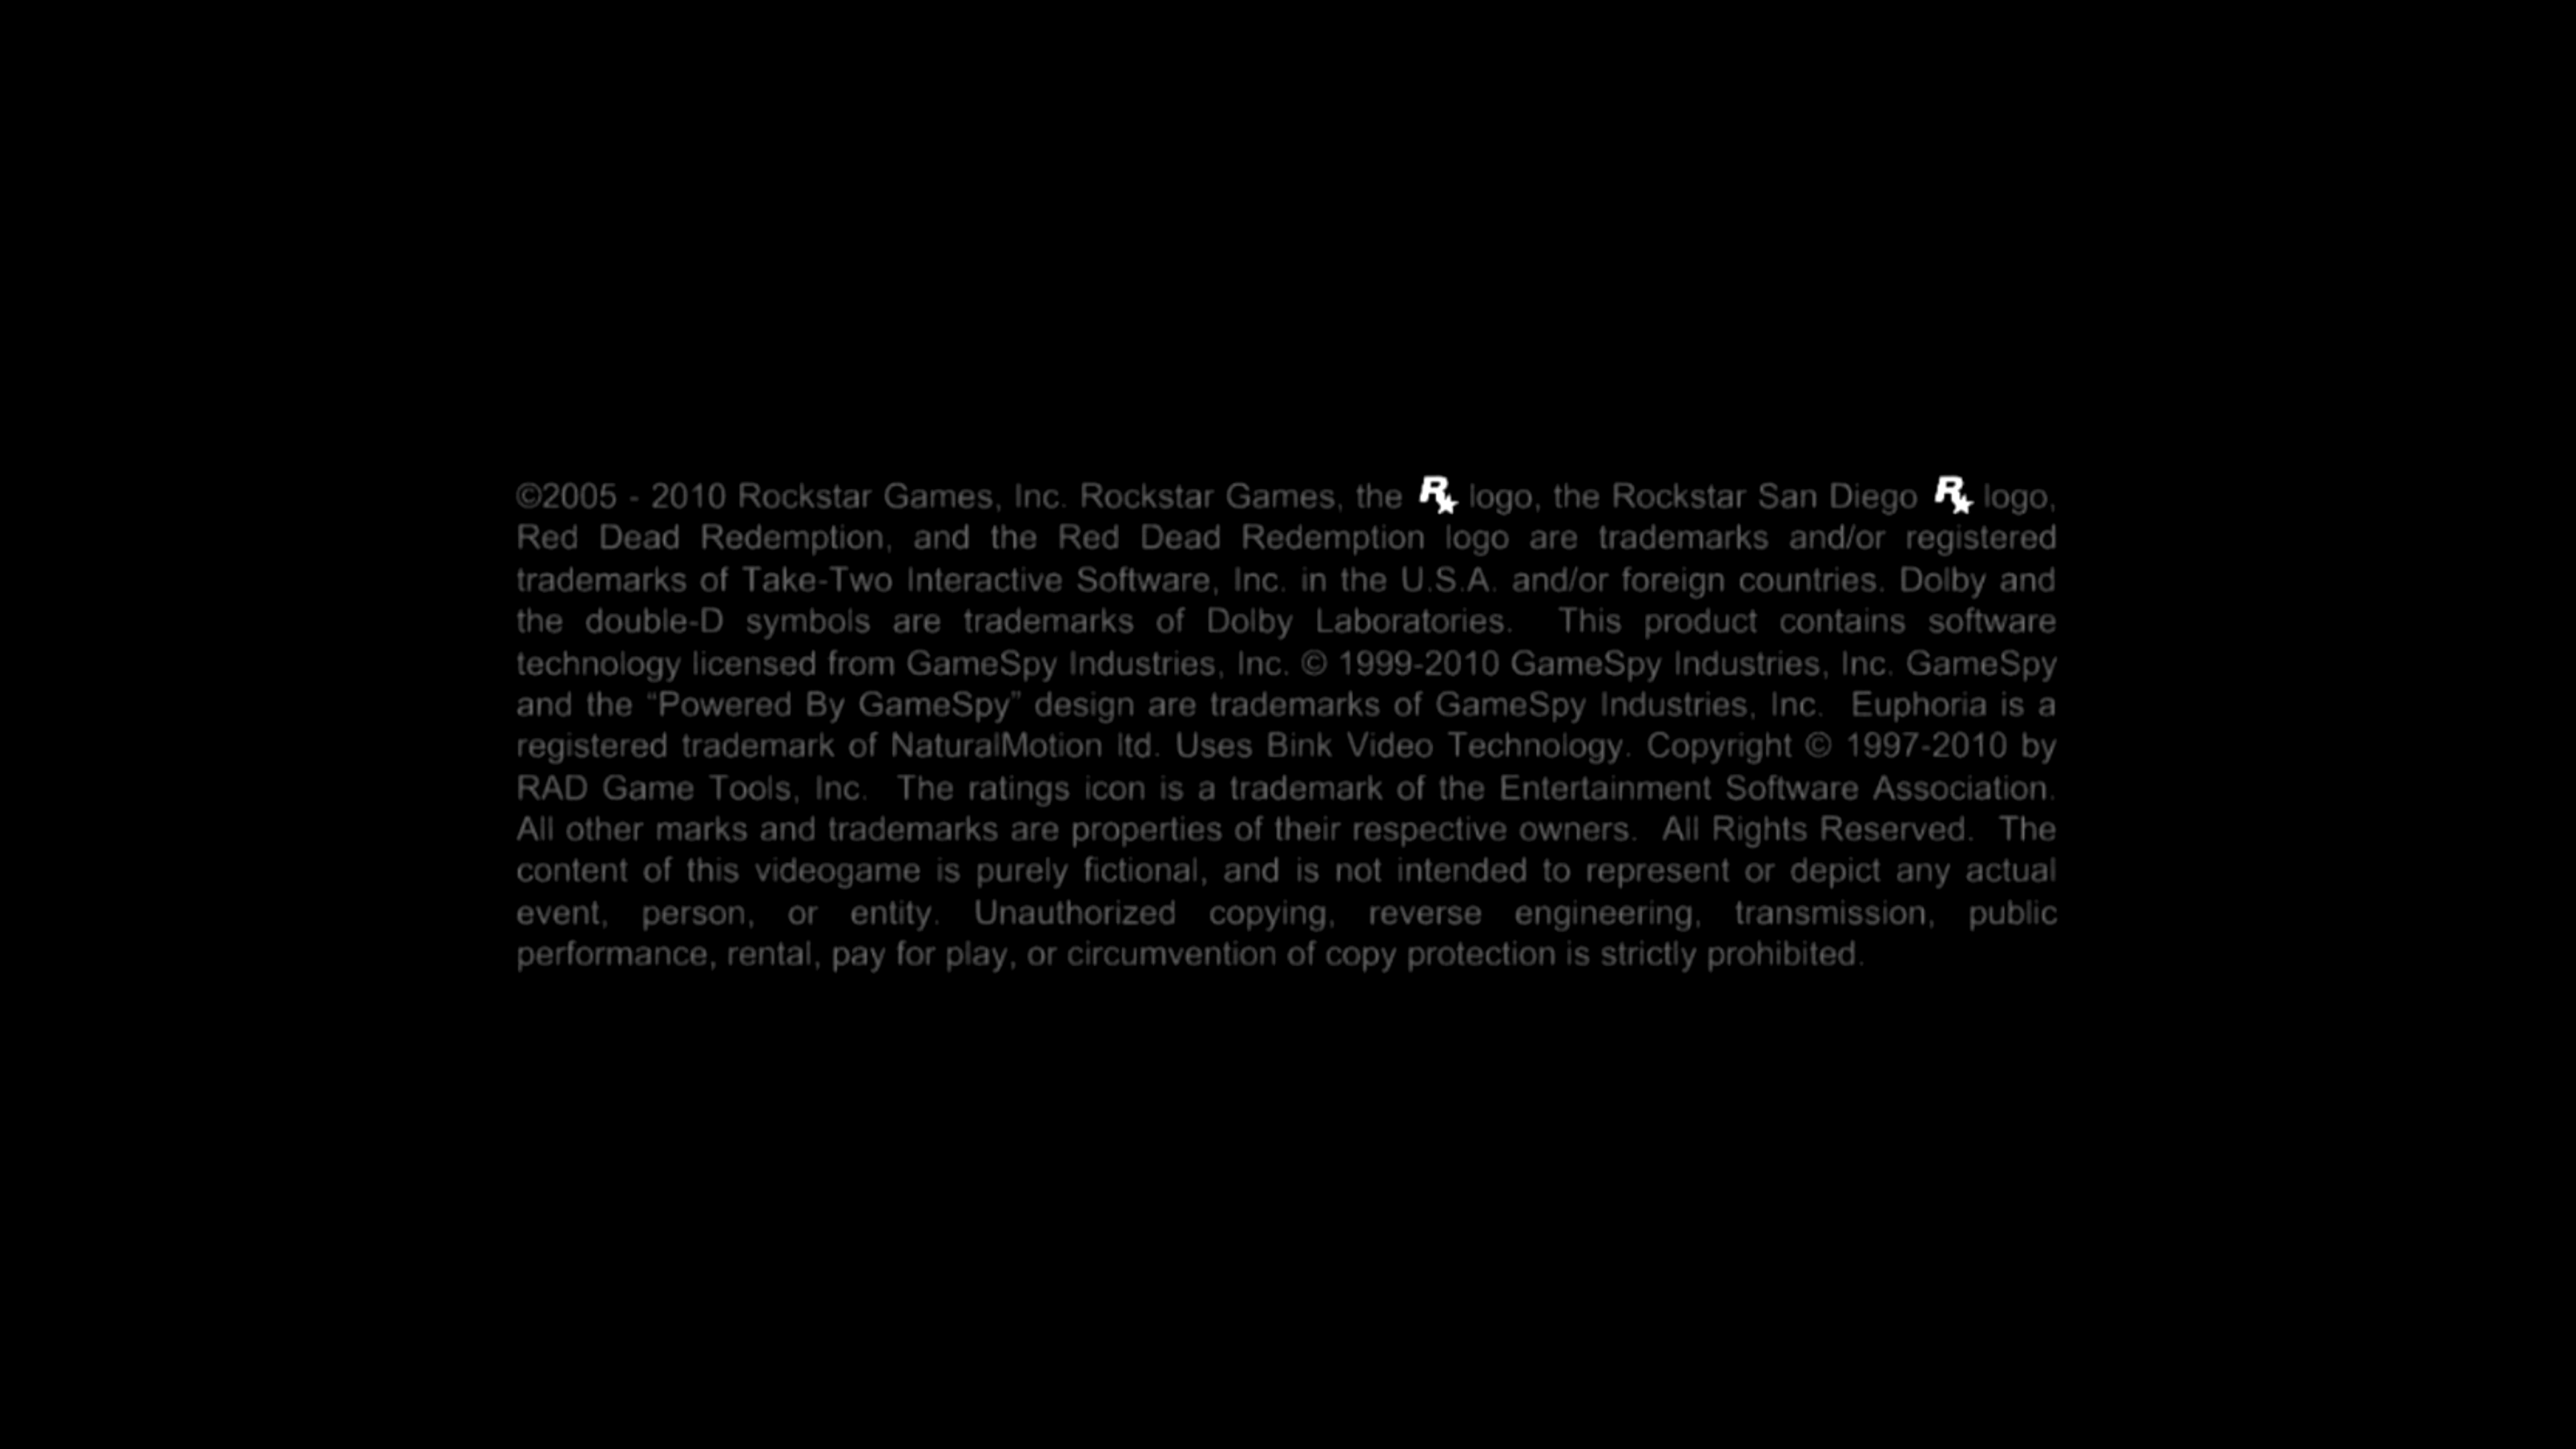 ©2005 - 2010 Rockstar Games, Inc. Rockstar Games, the R★ logo, the Rockstar San Diego R★ logo,
Red Dead Redemption, and the Red Dead Redemption logo are trademarks and/or registered
trademarks of Take-Two Interactive Software, Inc. in the U.S.A. and/or foreign countries. Dolby and
the double-D symbols are trademarks of Dolby Laboratories.  This product contains software
technology licensed from GameSpy Industries, Inc. © 1999-2010 GameSpy Industries, Inc. GameSpy
and the “Powered By GameSpy” design are trademarks of GameSpy Industries, Inc.  Euphoria is a
registered trademark of NaturalMotion ltd. Uses Bink Video Technology. Copyright © 1997-2010 by
RAD Game Tools, Inc.  The ratings icon is a trademark of the Entertainment Software Association.
All other marks and trademarks are properties of their respective owners.  All Rights Reserved.  The
content of this videogame is purely fictional, and is not intended to represent or depict any actual
event, person, or entity. Unauthorized copying, reverse engineering, transmission, public
performance, rental, pay for play, or circumvention of copy protection is strictly prohibited.